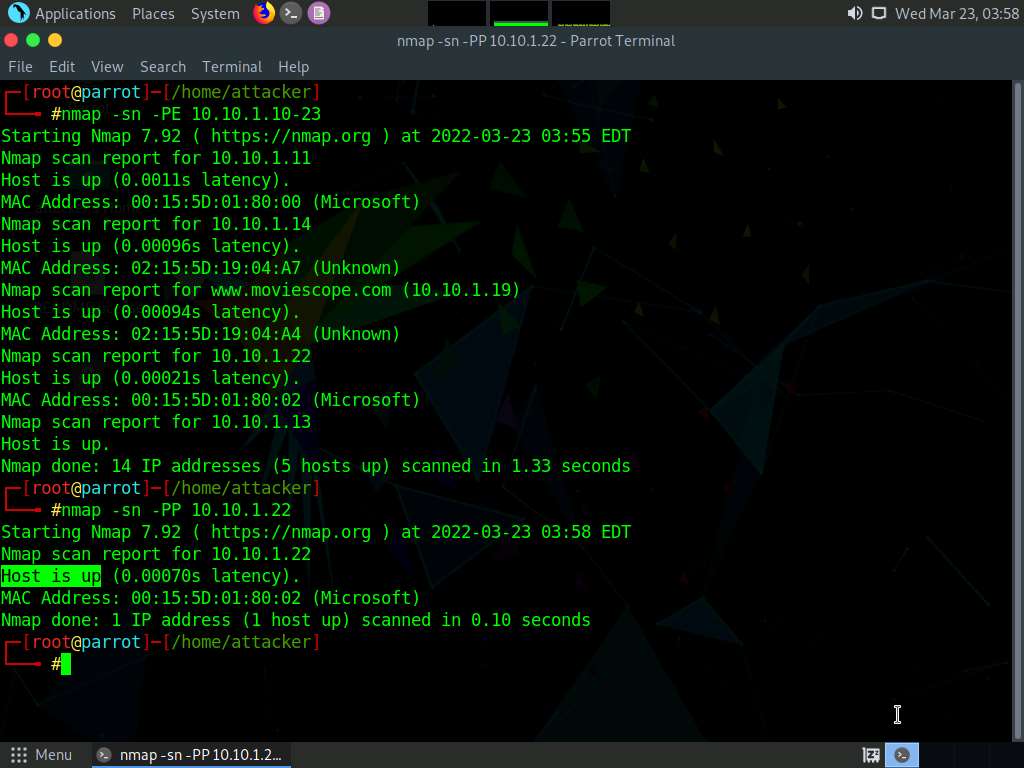 Applications Places System Wed Mar 23, 03:58
nmap -sn -PP 10.10.1.22 - Parrot Terminal
File Edit View Search Terminal Help
┌─[root@parrot]─[/home/attacker]
└──╼ #nmap -sn -PE 10.10.1.10-23
Starting Nmap 7.92 ( https://nmap.org ) at 2022-03-23 03:55 EDT
Nmap scan report for 10.10.1.11
Host is up (0.0011s latency).
MAC Address: 00:15:5D:01:80:00 (Microsoft)
Nmap scan report for 10.10.1.14
Host is up (0.00096s latency).
MAC Address: 02:15:5D:19:04:A7 (Unknown)
Nmap scan report for www.moviescope.com (10.10.1.19)
Host is up (0.00094s latency).
MAC Address: 02:15:5D:19:04:A4 (Unknown)
Nmap scan report for 10.10.1.22
Host is up (0.00021s latency).
MAC Address: 00:15:5D:01:80:02 (Microsoft)
Nmap scan report for 10.10.1.13
Host is up.
Nmap done: 14 IP addresses (5 hosts up) scanned in 1.33 seconds
┌─[root@parrot]─[/home/attacker]
└──╼ #nmap -sn -PP 10.10.1.22
Starting Nmap 7.92 ( https://nmap.org ) at 2022-03-23 03:58 EDT
Nmap scan report for 10.10.1.22
Host is up (0.00070s latency).
MAC Address: 00:15:5D:01:80:02 (Microsoft)
Nmap done: 1 IP address (1 host up) scanned in 0.10 seconds
┌─[root@parrot]─[/home/attacker]
└──╼ #
Menu nmap -sn -PP 10.10.1.2...